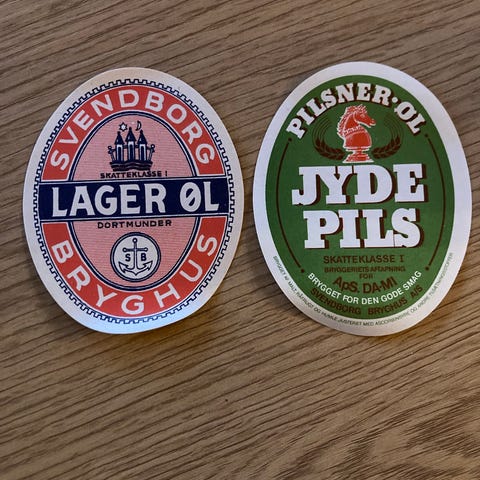 SVENDBORG
SKATTEKLASSE I
LAGER ØL
DORTMUNDER
S B
BRYGHUS
PILSNER·ØL
JYDE
PILS
SKATTEKLASSE I
BRYGGERIETS AFTAPNING
FOR
ApS. DA-MI
BRYGGET FOR DEN GODE SMAG
SVENDBORG BRYGHUS A/S